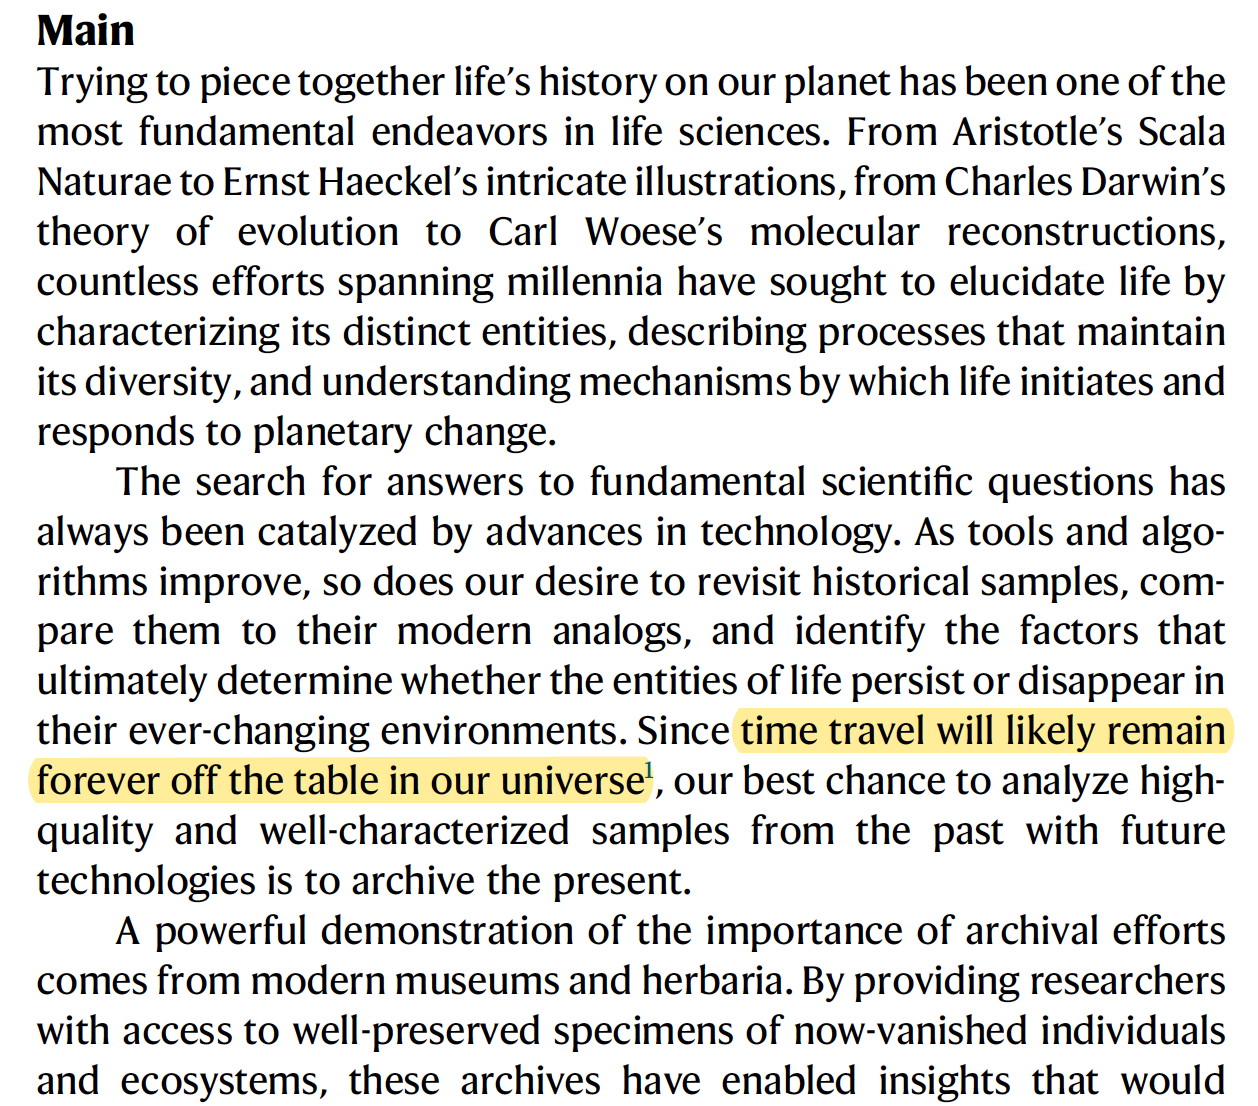 Main
Trying to piece together life’s history on our planet has been one of the
most fundamental endeavors in life sciences. From Aristotle’s Scala
Naturae to Ernst Haeckel’s intricate illustrations, from Charles Darwin’s
theory of evolution to Carl Woese’s molecular reconstructions,
countless efforts spanning millennia have sought to elucidate life by
characterizing its distinct entities, describing processes that maintain
its diversity, and understanding mechanisms by which life initiates and
responds to planetary change.
The search for answers to fundamental scientific questions has
always been catalyzed by advances in technology. As tools and algo-
rithms improve, so does our desire to revisit historical samples, com-
pare them to their modern analogs, and identify the factors that
ultimately determine whether the entities of life persist or disappear in
their ever-changing environments. Since time travel will likely remain
forever off the table in our universe1, our best chance to analyze high-
quality and well-characterized samples from the past with future
technologies is to archive the present.
A powerful demonstration of the importance of archival efforts
comes from modern museums and herbaria. By providing researchers
with access to well-preserved specimens of now-vanished individuals
and ecosystems, these archives have enabled insights that would